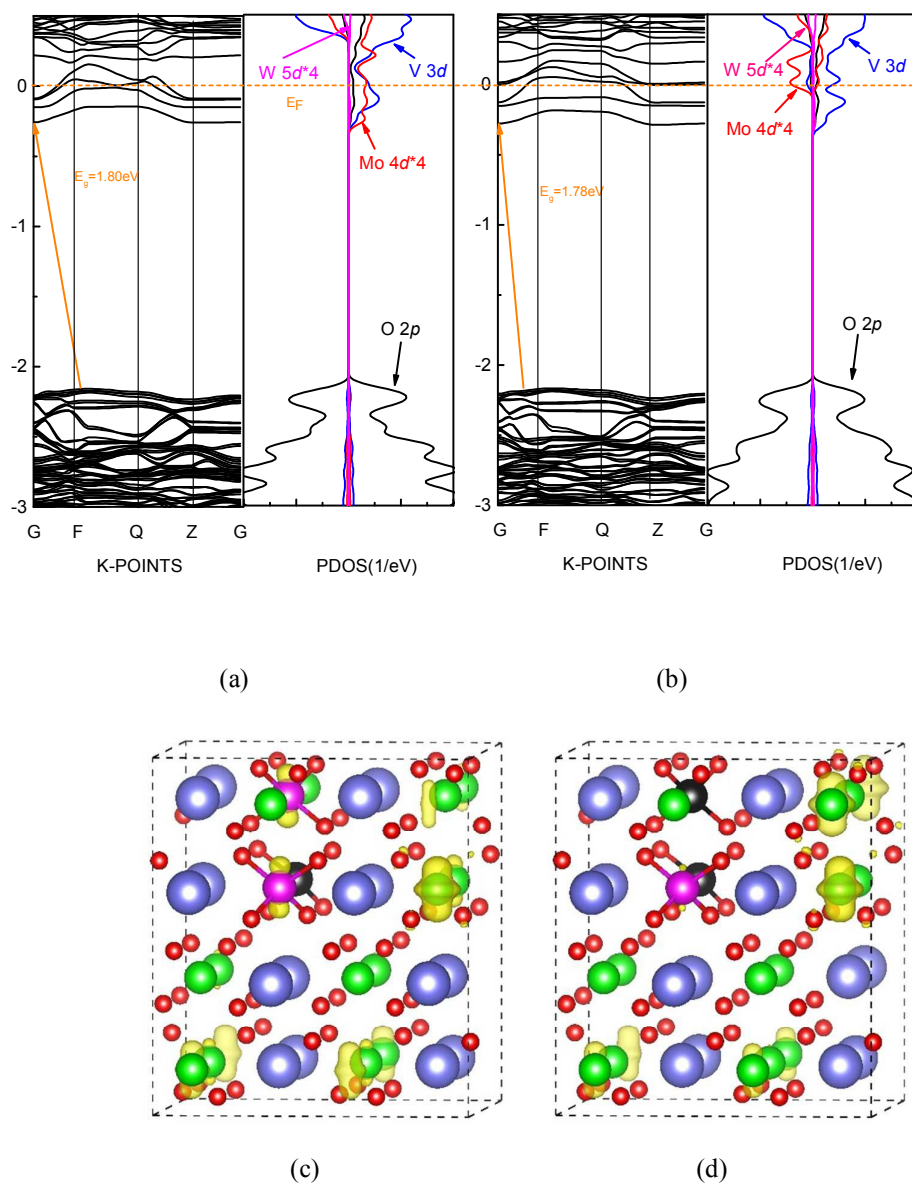 0
-1
-2
-3
E_g=1.80eV
G F Q Z G
K-POINTS
W 5d*4
V 3d
E_F
Mo 4d*4
O 2p
PDOS(1/eV)
(a)
0
-1
-2
-3
E_g=1.78eV
G F Q Z G
K-POINTS
W 5d*4
V 3d
Mo 4d*4
O 2p
PDOS(1/eV)
(b)
(c)
(d)